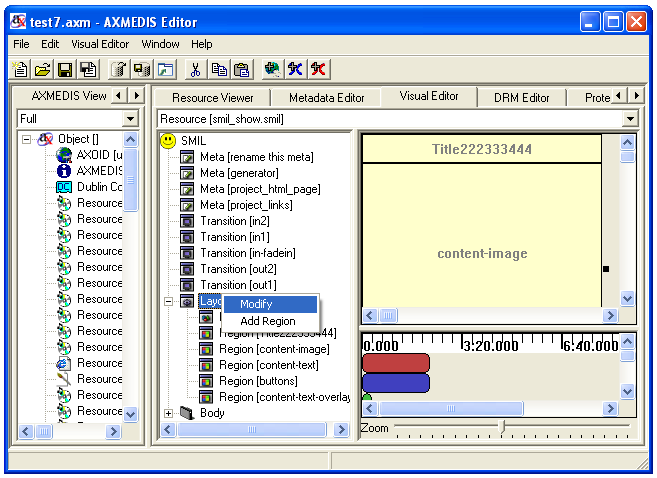 test7.axm - AXMEDIS Editor
File Edit Visual Editor Window Help
AXMEDIS View
Resource Viewer Metadata Editor Visual Editor DRM Editor Prote
Full
Resource [smil_show.smil]
Object []
AXOID [u
AXMEDIS
Dublin Co
Resource
Resource
Resource
Resource
Resource
Resource
Resource
Resource
Resource
Resource
Resource
Resource
Resource
Resource
SMIL
Meta [rename this meta]
Meta [generator]
Meta [project_html_page]
Meta [project_links]
Transition [in2]
Transition [in1]
Transition [in-fadein]
Transition [out2]
Transition [out1]
Layo
Modify
Add Region
Region [Title222333444]
Region [content-image]
Region [content-text]
Region [buttons]
Region [content-text-overlay
Body
Title222333444
content-image
0.000 3:20.000 6:40.000
Zoom